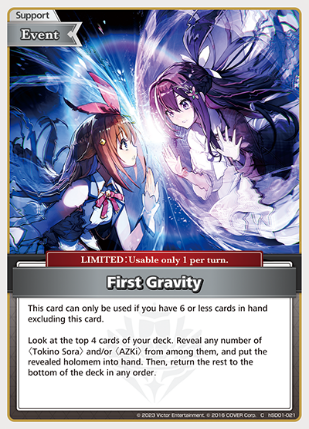 Support
Event
LIMITED:Usable only 1 per turn.
First Gravity
This card can only be used if you have 6 or less cards in hand
excluding this card.
Look at the top 4 cards of your deck. Reveal any number of
〈Tokino Sora〉 and/or 〈AZKi〉 from among them, and put the
revealed holomem into hand. Then, return the rest to the
bottom of the deck in any order.
© 2023 Victor Entertainment. © 2016 COVER Corp. C hSD01-021